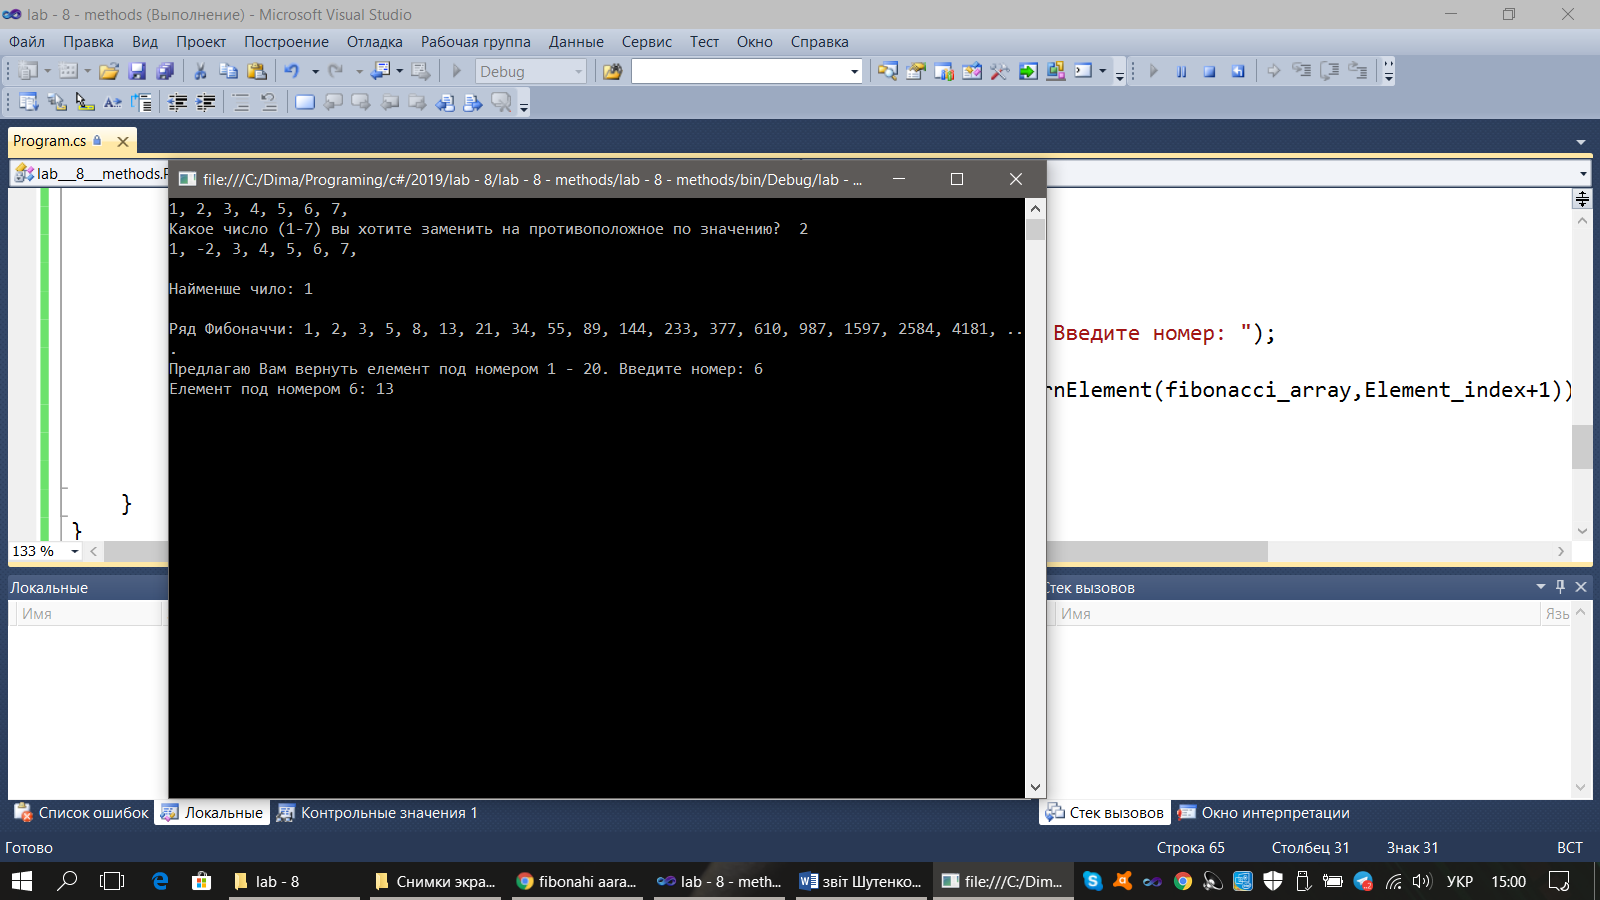 lab - 8 - methods (Выполнение) - Microsoft Visual Studio
Файл Правка Вид Проект Построение Отладка Рабочая группа Данные Сервис Тест Окно Справка
Debug
Program.cs
lab__8__methods.P
file:///C:/Dima/Programing/c#/2019/lab - 8/lab - 8 - methods/lab - 8 - methods/bin/Debug/lab - ...
1, 2, 3, 4, 5, 6, 7,
Какое число (1-7) вы хотите заменить на противоположное по значению?  2
1, -2, 3, 4, 5, 6, 7,
Найменше чило: 1
Ряд Фибоначчи: 1, 2, 3, 5, 8, 13, 21, 34, 55, 89, 144, 233, 377, 610, 987, 1597, 2584, 4181, ..
.
Предлагаю Вам вернуть елемент под номером 1 - 20. Введите номер: 6
Елемент под номером 6: 13
Введите номер: ");
rnElement(fibonacci_array,Element_index+1))
}
}
133 %
Локальные
Имя
Стек вызовов
Имя Язы
Список ошибок Локальные Контрольные значения 1 Стек вызовов Окно интерпретации
Готово Строка 65 Столбец 31 Знак 31 ВСТ
lab - 8 Снимки экра... fibonahi aara... lab - 8 - meth... звіт Шутенко... file:///C:/Dim... УКР 15:00